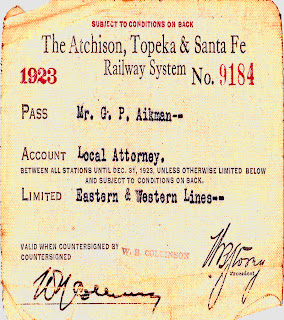 SUBJECT TO CONDITIONS ON BACK
The Atchison, Topeka & Santa Fe
Railway System
1923
No. 9184
PASS Mr. G. P. Aikman--
ACCOUNT Local Attorney.
BETWEEN ALL STATIONS UNTIL DEC. 31, 1923, UNLESS OTHERWISE LIMITED BELOW
AND SUBJECT TO CONDITIONS ON BACK.
LIMITED Eastern & Western Lines--
VALID WHEN COUNTERSIGNED BY W. B. COLLINSON
COUNTERSIGNED
President